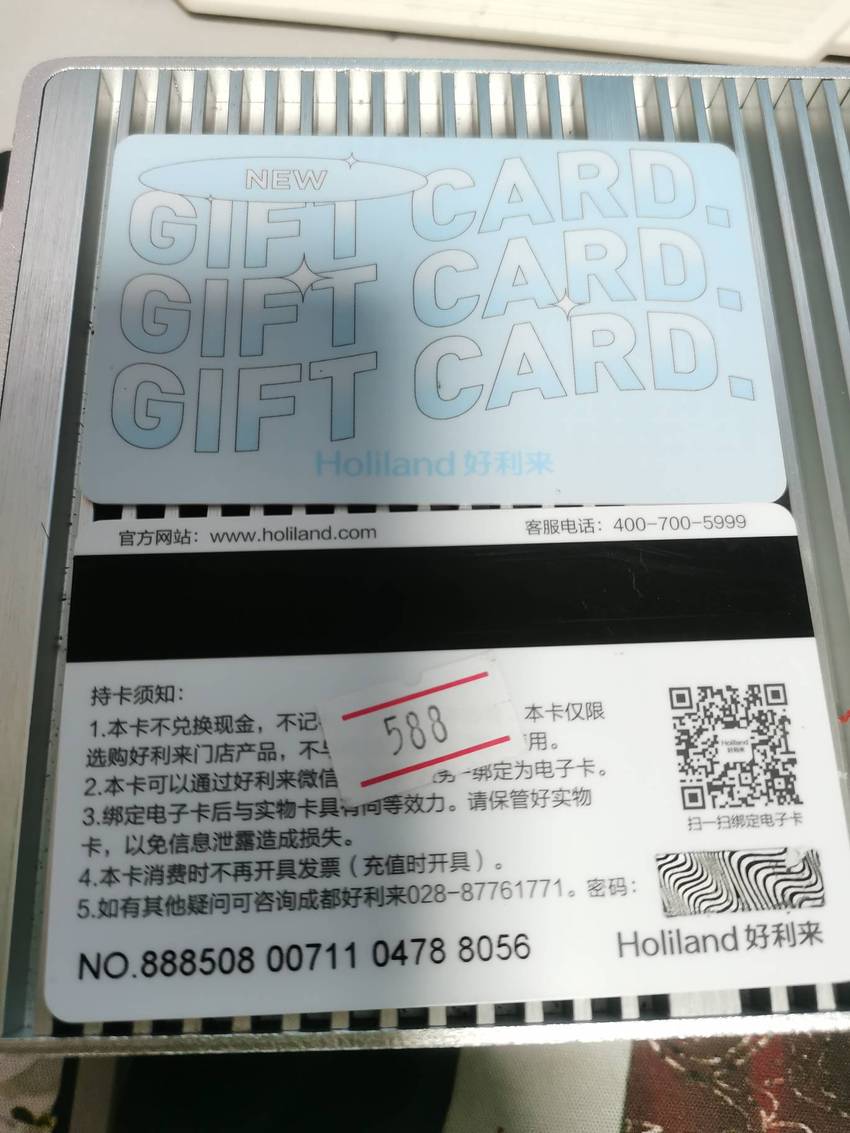 NEW
GIFT CARD.
GIFT CARD.
GIFT CARD.
Holiland 好利来
官方网站：www.holiland.com
客服电话：400-700-5999
持卡须知：
1.本卡不兑换现金，不记 本卡仅限
选购好利来门店产品，不 用。
2.本卡可以通过好利来微信 绑定为电子卡。
3.绑定电子卡后与实物卡具有同等效力。请保管好实物
卡，以免信息泄露造成损失。
4.本卡消费时不再开具发票（充值时开具）。
5.如有其他疑问可咨询成都好利来028-87761771。
588
Holiland
好利来
扫一扫绑定电子卡
密码：
NO.888508 00711 0478 8056
Holiland 好利来